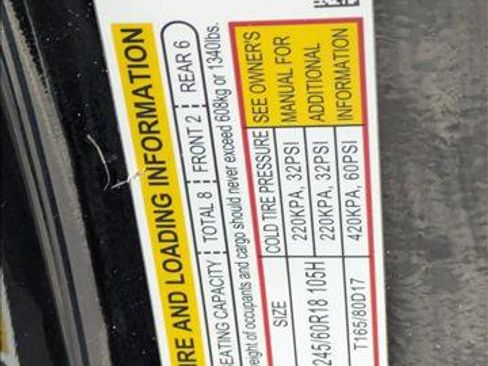 IRE AND LOADING INFORMATION
EATING CAPACITY TOTAL 8 FRONT 2 REAR 6
eight of occupants and cargo should never exceed 608kg or 1340lbs.
SIZE COLD TIRE PRESSURE SEE OWNER'S
245/60R18 105H 220KPA, 32PSI MANUAL FOR
220KPA, 32PSI ADDITIONAL
T165/80D17 420KPA, 60PSI INFORMATION